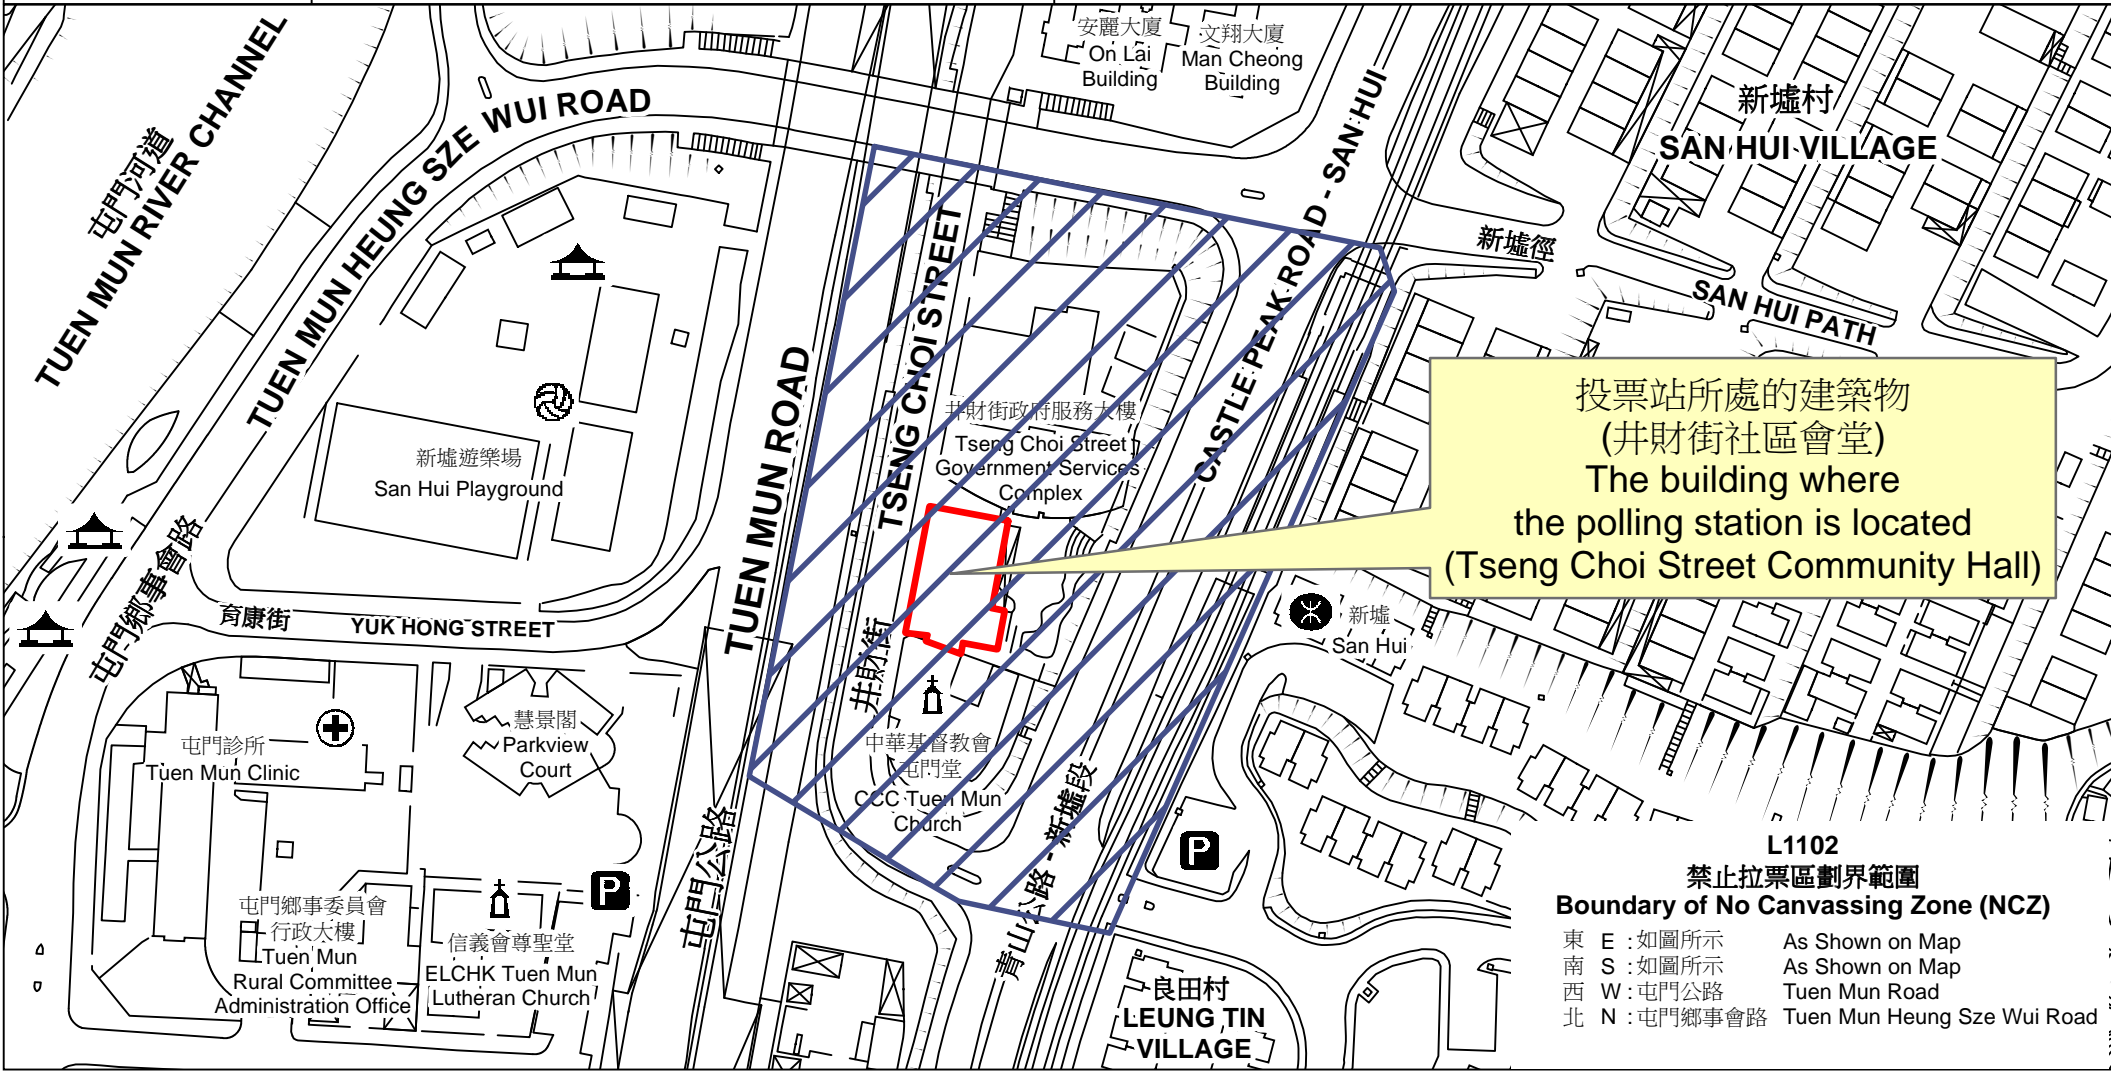 屯門河道
TUEN MUN RIVER CHANNEL
TUEN MUN HEUNG SZE WUI ROAD
安麗大廈
On Lai
Building
文翔大廈
Man Cheong
Building
新墟村
SAN HUI VILLAGE
新墟徑
SAN HUI PATH
CASTLE PEAK ROAD - SAN HUI
TSENG CHOI STREET
TUEN MUN ROAD
新墟遊樂場
San Hui Playground
井財街政府服務大樓
Tseng Choi Street
Government Services
Complex
投票站所處的建築物
(井財街社區會堂)
The building where
the polling station is located
(Tseng Choi Street Community Hall)
屯門鄉事會路
育康街
YUK HONG STREET
井財街
新墟
San Hui
屯門診所
Tuen Mun Clinic
慧景閣
Parkview
Court
中華基督教會
屯門堂
CCC Tuen Mun
Church
屯門公路
青山公路 - 新墟段
P
P
屯門鄉事委員會
行政大樓
Tuen Mun
Rural Committee
Administration Office
信義會尊聖堂
ELCHK Tuen Mun
Lutheran Church
良田村
LEUNG TIN
VILLAGE
L1102
禁止拉票區劃界範圍
Boundary of No Canvassing Zone (NCZ)
東 E : 如圖所示 As Shown on Map
南 S : 如圖所示 As Shown on Map
西 W : 屯門公路 Tuen Mun Road
北 N : 屯門鄉事會路 Tuen Mun Heung Sze Wui Road